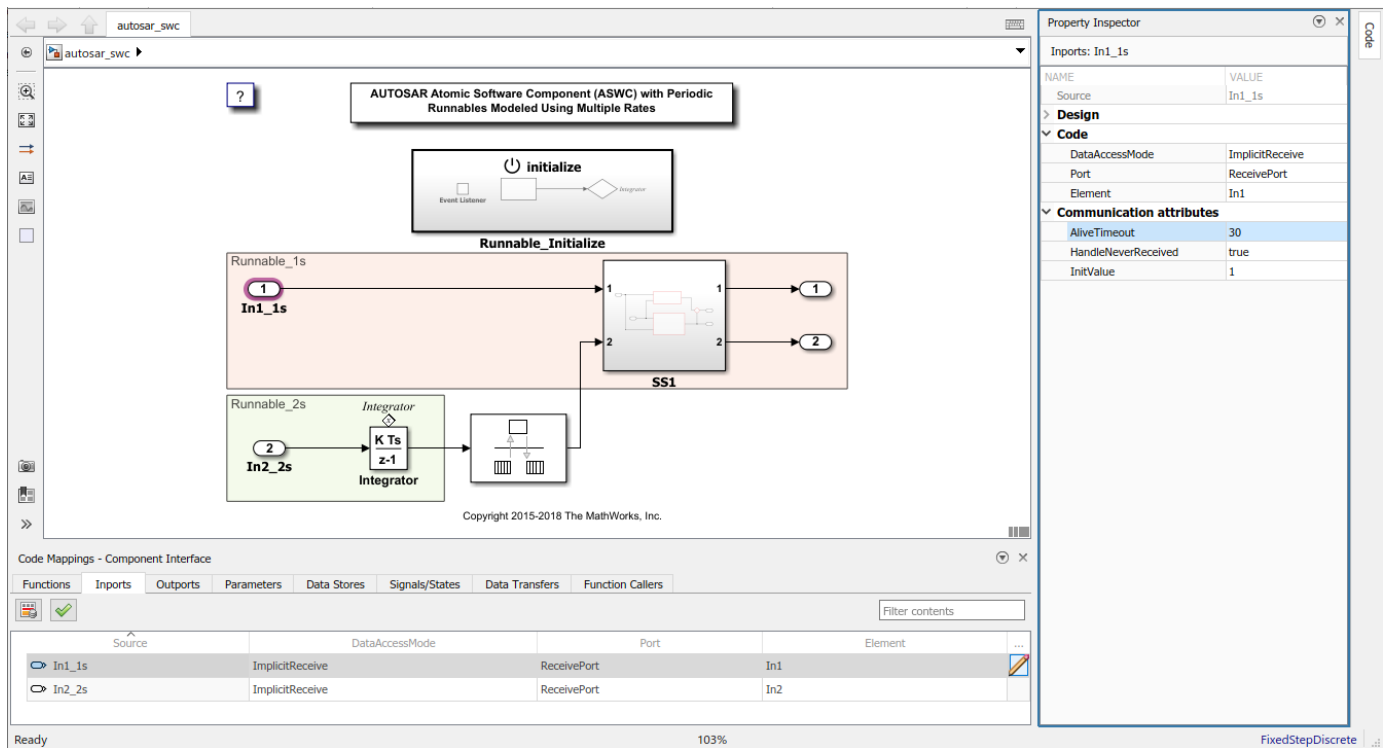 autosar_swc
autosar_swc
?
AUTOSAR Atomic Software Component (ASWC) with Periodic
Runnables Modeled Using Multiple Rates
initialize
Event Listener
Integrator
Runnable_Initialize
Runnable_1s
1
In1_1s
1
2
1
2
SS1
1
2
Runnable_2s
2
In2_2s
Integrator
x
K Ts
z-1
Integrator
Copyright 2015-2018 The MathWorks, Inc.
Code Mappings - Component Interface
Functions Inports Outports Parameters Data Stores Signals/States Data Transfers Function Callers
Filter contents
Source DataAccessMode Port Element ...
In1_1s ImplicitReceive ReceivePort In1
In2_2s ImplicitReceive ReceivePort In2
Ready 103% FixedStepDiscrete
Property Inspector
Inports: In1_1s
NAME VALUE
Source In1_1s
Design
Code
DataAccessMode ImplicitReceive
Port ReceivePort
Element In1
Communication attributes
AliveTimeout 30
HandleNeverReceived true
InitValue 1
Code